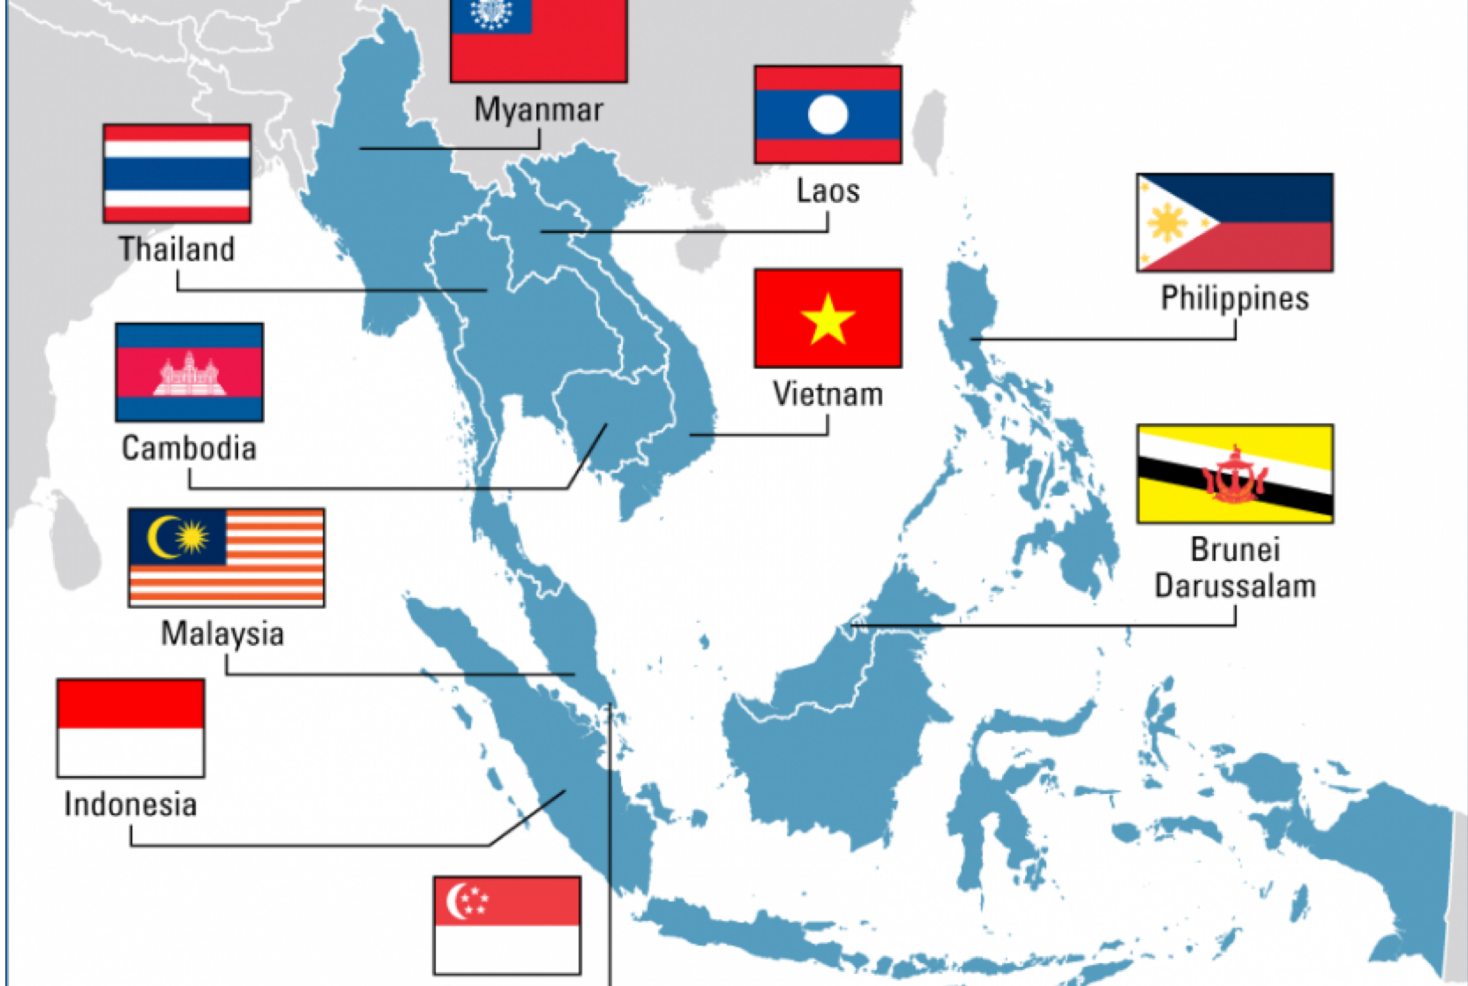 Myanmar
Laos
Thailand
Philippines
Vietnam
Cambodia
Brunei
Darussalam
Malaysia
Indonesia